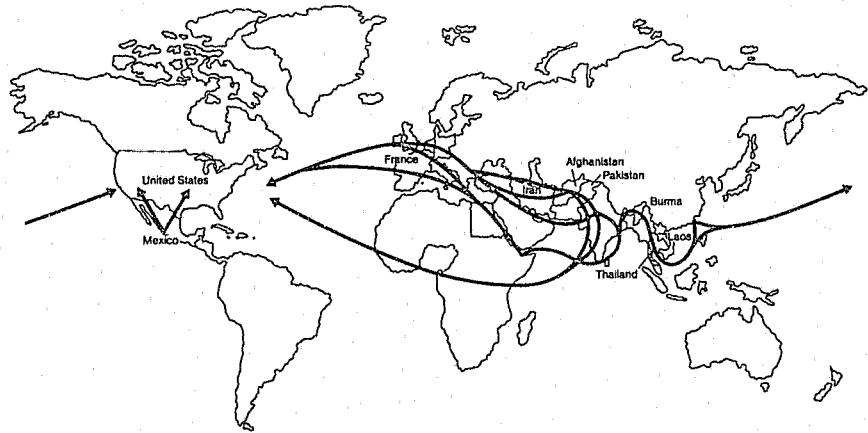 United States
Mexico
France
Iran
Afghanistan
Pakistan
Burma
Laos
Thailand